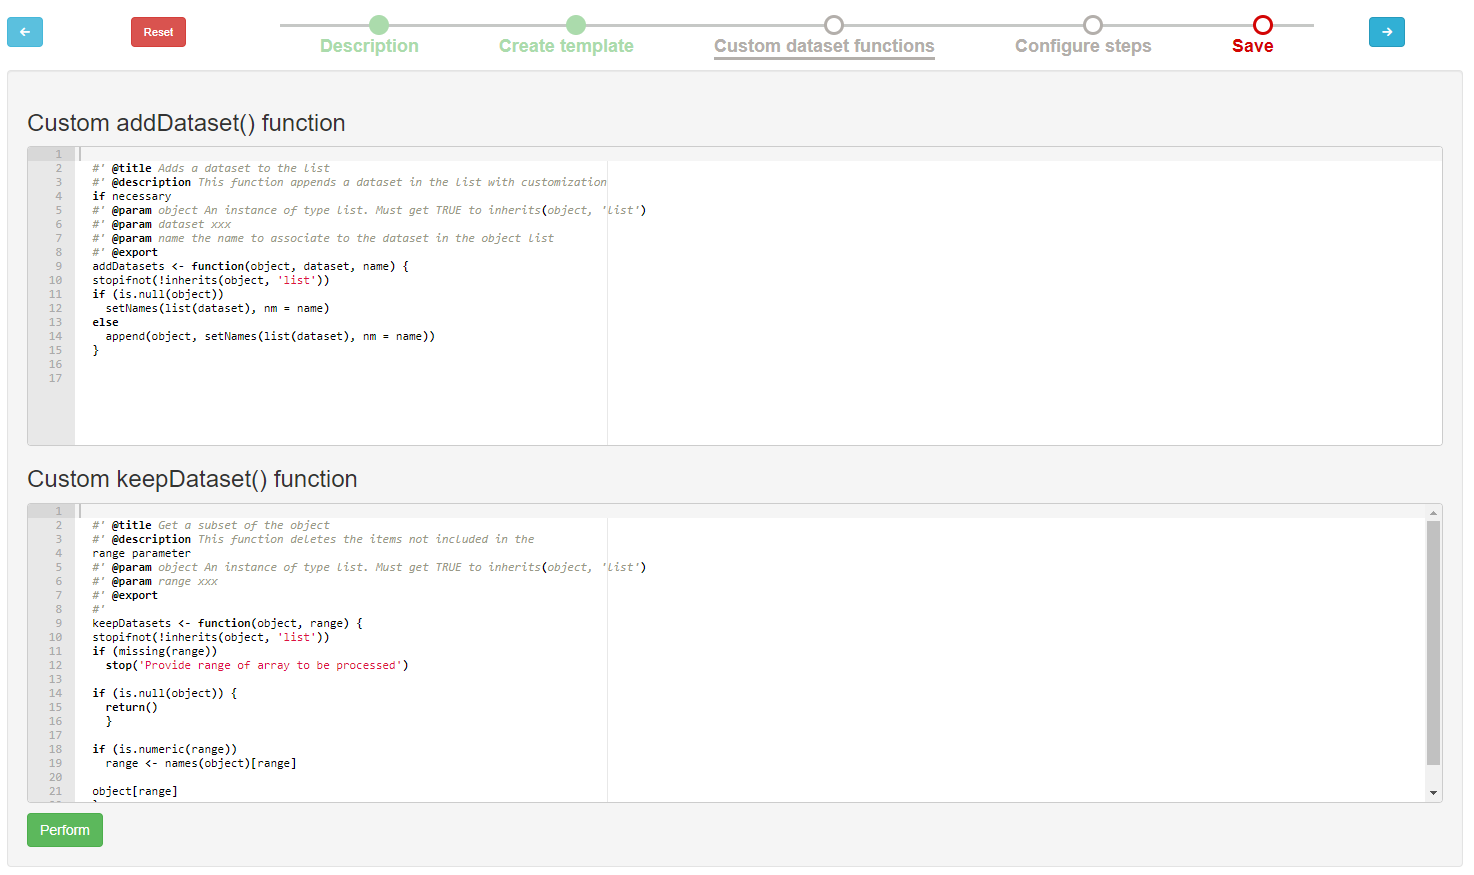 ← Reset Description Create template Custom dataset functions Configure steps Save →
Custom addDataset() function
1
2 #' @title Adds a dataset to the list
3 #' @description This function appends a dataset in the list with customization
4 if necessary
5 #' @param object An instance of type list. Must get TRUE to inherits(object, 'list')
6 #' @param dataset xxx
7 #' @param name the name to associate to the dataset in the object list
8 #' @export
9 addDatasets <- function(object, dataset, name) {
10 stopifnot(!inherits(object, 'list'))
11 if (is.null(object))
12 setNames(list(dataset), nm = name)
13 else
14 append(object, setNames(list(dataset), nm = name))
15 }
16
17
Custom keepDataset() function
1
2 #' @title Get a subset of the object
3 #' @description This function deletes the items not included in the
4 range parameter
5 #' @param object An instance of type list. Must get TRUE to inherits(object, 'list')
6 #' @param range xxx
7 #' @export
8 #'
9 keepDatasets <- function(object, range) {
10 stopifnot(!inherits(object, 'list'))
11 if (missing(range))
12 stop('Provide range of array to be processed')
13
14 if (is.null(object)) {
15 return()
16 }
17
18 if (is.numeric(range))
19 range <- names(object)[range]
20
21 object[range]
Perform